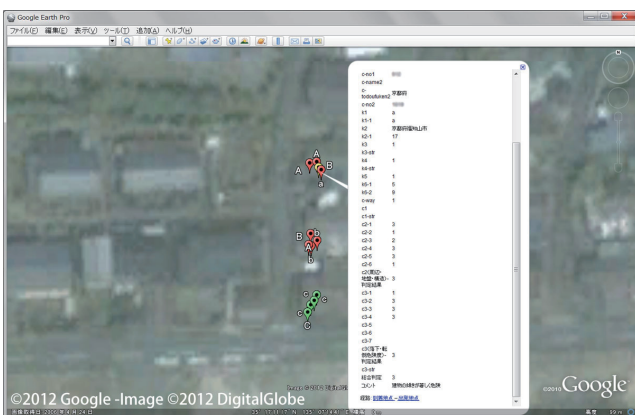 Google Earth Pro
ファイル(F) 編集(E) 表示(V) ツール(T) 追加(A) ヘルプ(H)
c-no1
c-name2
c-todoufuken2 京都府
c-no2
k1 a
k1-1 a
k2 京都府福知山市
k2-1 17
k3 1
k3-str
k4 1
k4-str
k5 1
k5-1 5
k5-2 9
c-way 1
c1
c1-str
c2-1 3
c2-2 1
c2-3 2
c2-4 3
c2-5 3
c2-6 1
c2(周辺・
地盤・構造)- 3
判定結果
c3-1 1
c3-2 3
c3-3 3
c3-4 3
c3-5
c3-6
c3-7
c3(落下・転
倒危険度)- 3
判定結果
c3-str
総合判定 3
コメント 建物の傾きが著しく危険
経路: 到着地点 - 出発地点
A
A B
a
B b
A
b
c
c c
C
©2012 Google -Image ©2012 DigitalGlobe
©2010 Google